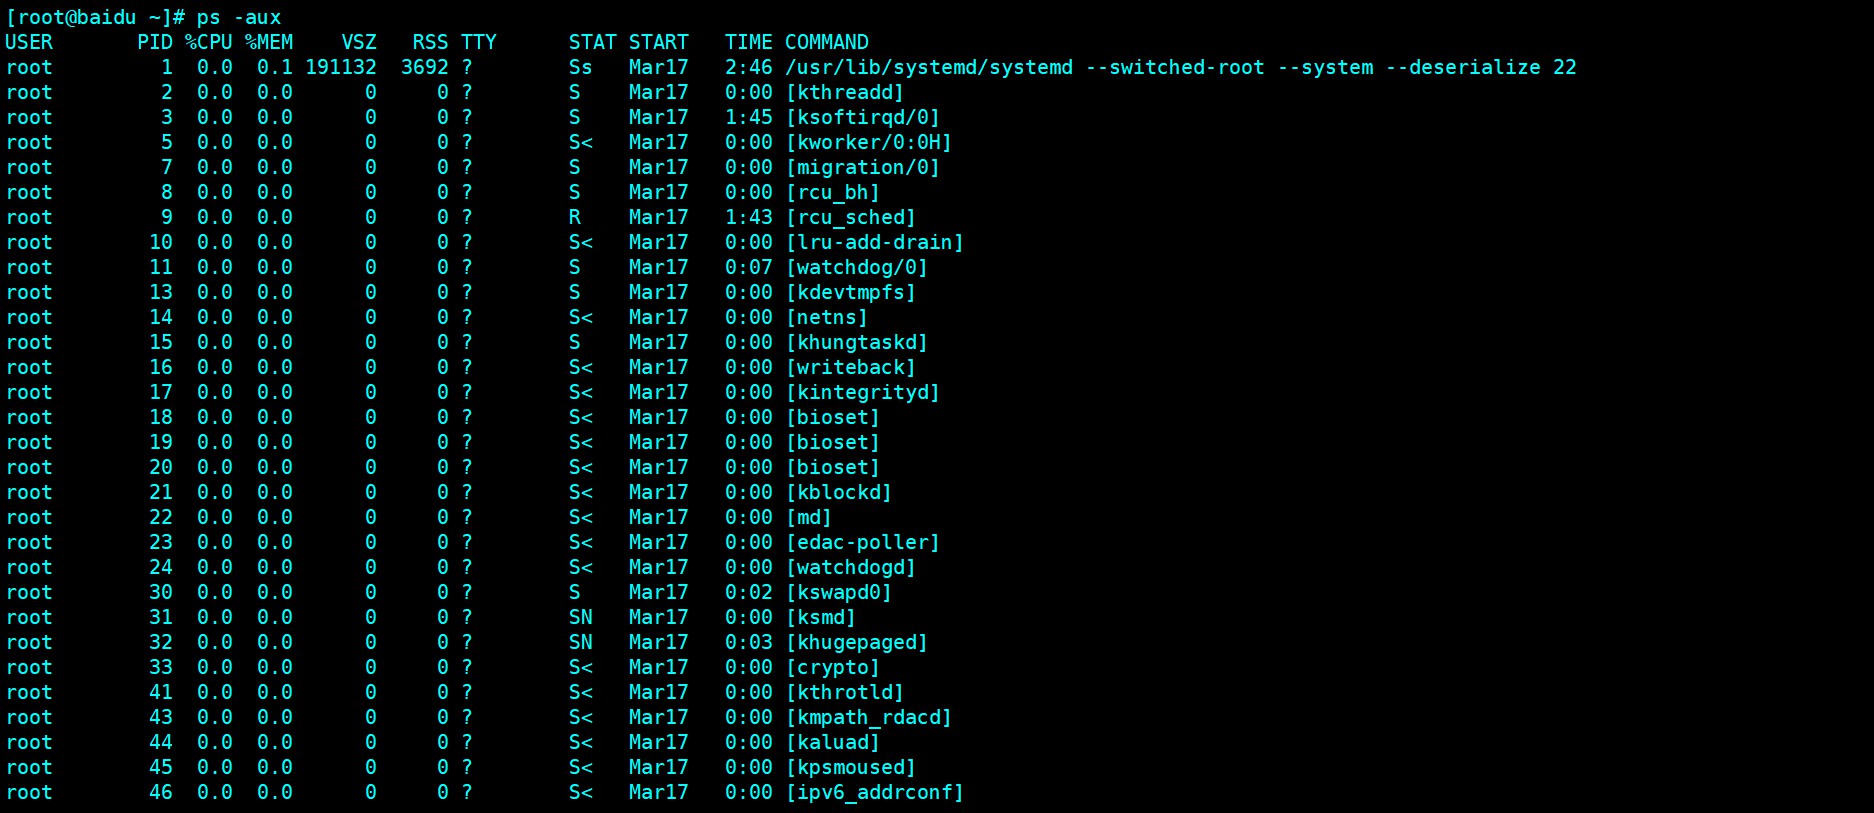 [root@baidu ~]# ps -aux
USER       PID %CPU %MEM    VSZ   RSS TTY      STAT START   TIME COMMAND
root         1  0.0  0.1 191132  3692 ?        Ss   Mar17   2:46 /usr/lib/systemd/systemd --switched-root --system --deserialize 22
root         2  0.0  0.0      0     0 ?        S    Mar17   0:00 [kthreadd]
root         3  0.0  0.0      0     0 ?        S    Mar17   1:45 [ksoftirqd/0]
root         5  0.0  0.0      0     0 ?        S<   Mar17   0:00 [kworker/0:0H]
root         7  0.0  0.0      0     0 ?        S    Mar17   0:00 [migration/0]
root         8  0.0  0.0      0     0 ?        S    Mar17   0:00 [rcu_bh]
root         9  0.0  0.0      0     0 ?        R    Mar17   1:43 [rcu_sched]
root        10  0.0  0.0      0     0 ?        S<   Mar17   0:00 [lru-add-drain]
root        11  0.0  0.0      0     0 ?        S    Mar17   0:07 [watchdog/0]
root        13  0.0  0.0      0     0 ?        S    Mar17   0:00 [kdevtmpfs]
root        14  0.0  0.0      0     0 ?        S<   Mar17   0:00 [netns]
root        15  0.0  0.0      0     0 ?        S    Mar17   0:00 [khungtaskd]
root        16  0.0  0.0      0     0 ?        S<   Mar17   0:00 [writeback]
root        17  0.0  0.0      0     0 ?        S<   Mar17   0:00 [kintegrityd]
root        18  0.0  0.0      0     0 ?        S<   Mar17   0:00 [bioset]
root        19  0.0  0.0      0     0 ?        S<   Mar17   0:00 [bioset]
root        20  0.0  0.0      0     0 ?        S<   Mar17   0:00 [bioset]
root        21  0.0  0.0      0     0 ?        S<   Mar17   0:00 [kblockd]
root        22  0.0  0.0      0     0 ?        S<   Mar17   0:00 [md]
root        23  0.0  0.0      0     0 ?        S<   Mar17   0:00 [edac-poller]
root        24  0.0  0.0      0     0 ?        S<   Mar17   0:00 [watchdogd]
root        30  0.0  0.0      0     0 ?        S    Mar17   0:02 [kswapd0]
root        31  0.0  0.0      0     0 ?        SN   Mar17   0:00 [ksmd]
root        32  0.0  0.0      0     0 ?        SN   Mar17   0:03 [khugepaged]
root        33  0.0  0.0      0     0 ?        S<   Mar17   0:00 [crypto]
root        41  0.0  0.0      0     0 ?        S<   Mar17   0:00 [kthrotld]
root        43  0.0  0.0      0     0 ?        S<   Mar17   0:00 [kmpath_rdacd]
root        44  0.0  0.0      0     0 ?        S<   Mar17   0:00 [kaluad]
root        45  0.0  0.0      0     0 ?        S<   Mar17   0:00 [kpsmoused]
root        46  0.0  0.0      0     0 ?        S<   Mar17   0:00 [ipv6_addrconf]